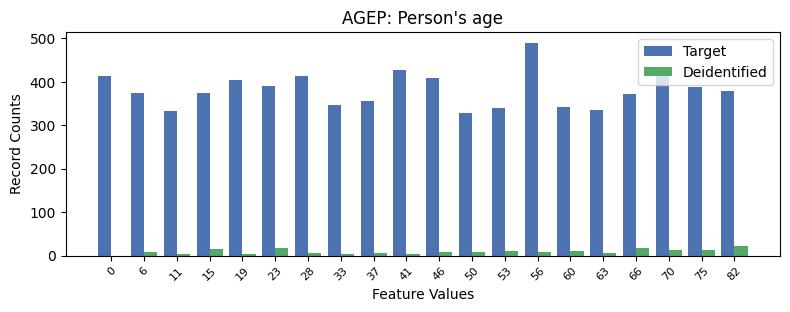 AGEP: Person's age
500
400
300
200
100
0
Record Counts
Target
Deidentified
0 6 11 15 19 23 28 33 37 41 46 50 53 56 60 63 66 70 75 82
Feature Values